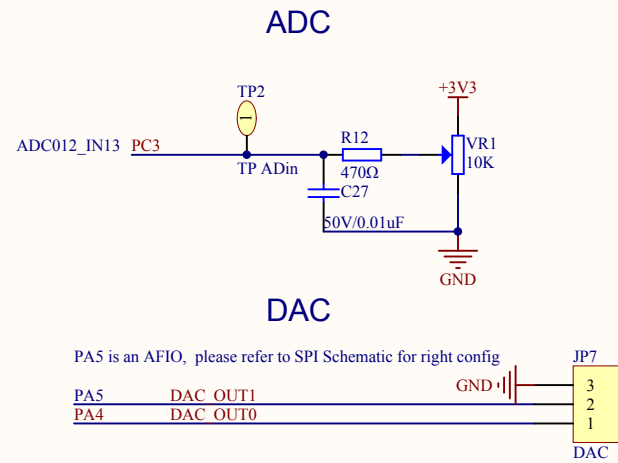 ADC
TP2
1
+3V3
ADC012_IN13 PC3
R12
VR1
TP ADin
470Ω
10K
C27
50V/0.01uF
GND
DAC
PA5 is an AFIO, please refer to SPI Schematic for right config
JP7
GND
3
PA5 DAC_OUT1
2
PA4 DAC_OUT0
1
DAC